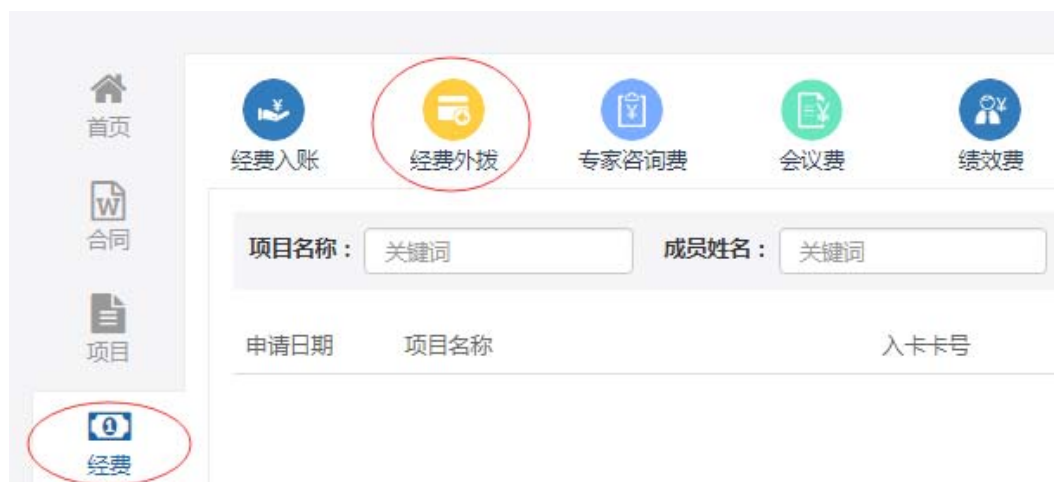 首页
合同
项目
经费
经费入账 经费外拨 专家咨询费 会议费 绩效费
项目名称： 关键词 成员姓名： 关键词
申请日期 项目名称 入卡卡号